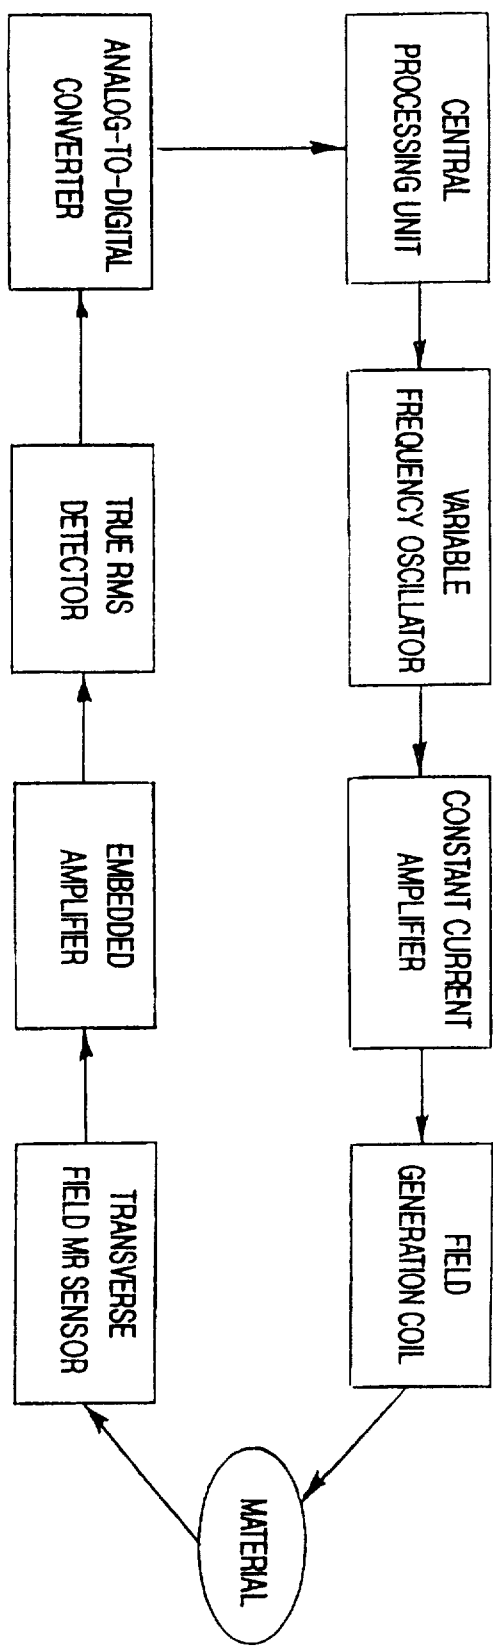 CENTRAL
PROCESSING UNIT
VARIABLE
FREQUENCY OSCILLATOR
CONSTANT CURRENT
AMPLIFIER
FIELD
GENERATION COIL
MATERIAL
TRANSVERSE
FIELD MR SENSOR
EMBEDDED
AMPLIFIER
TRUE RMS
DETECTOR
ANALOG-TO-DIGITAL
CONVERTER